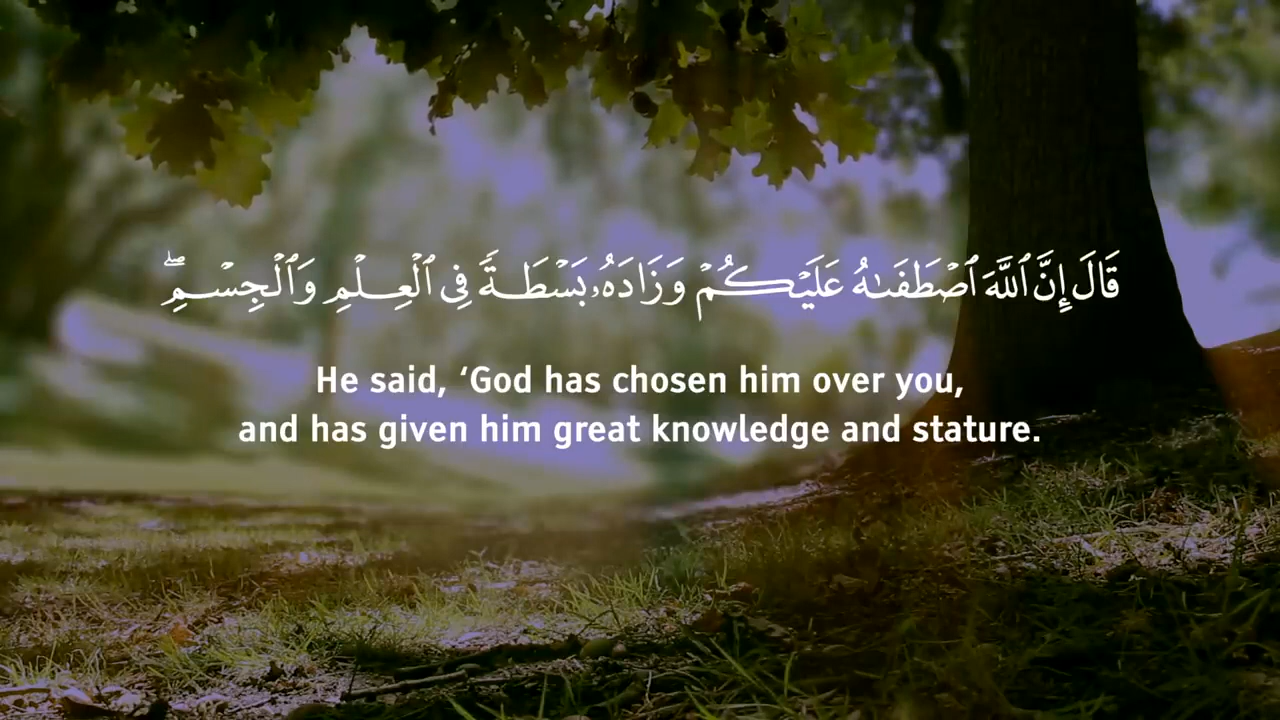 قَالَ إِنَّ ٱللَّهَ ٱصْطَفَىٰهُ عَلَيْكُمْ وَزَادَهُۥ بَسْطَةً فِى ٱلْعِلْمِ وَٱلْجِسْمِ ۖ
He said, ‘God has chosen him over you,
and has given him great knowledge and stature.